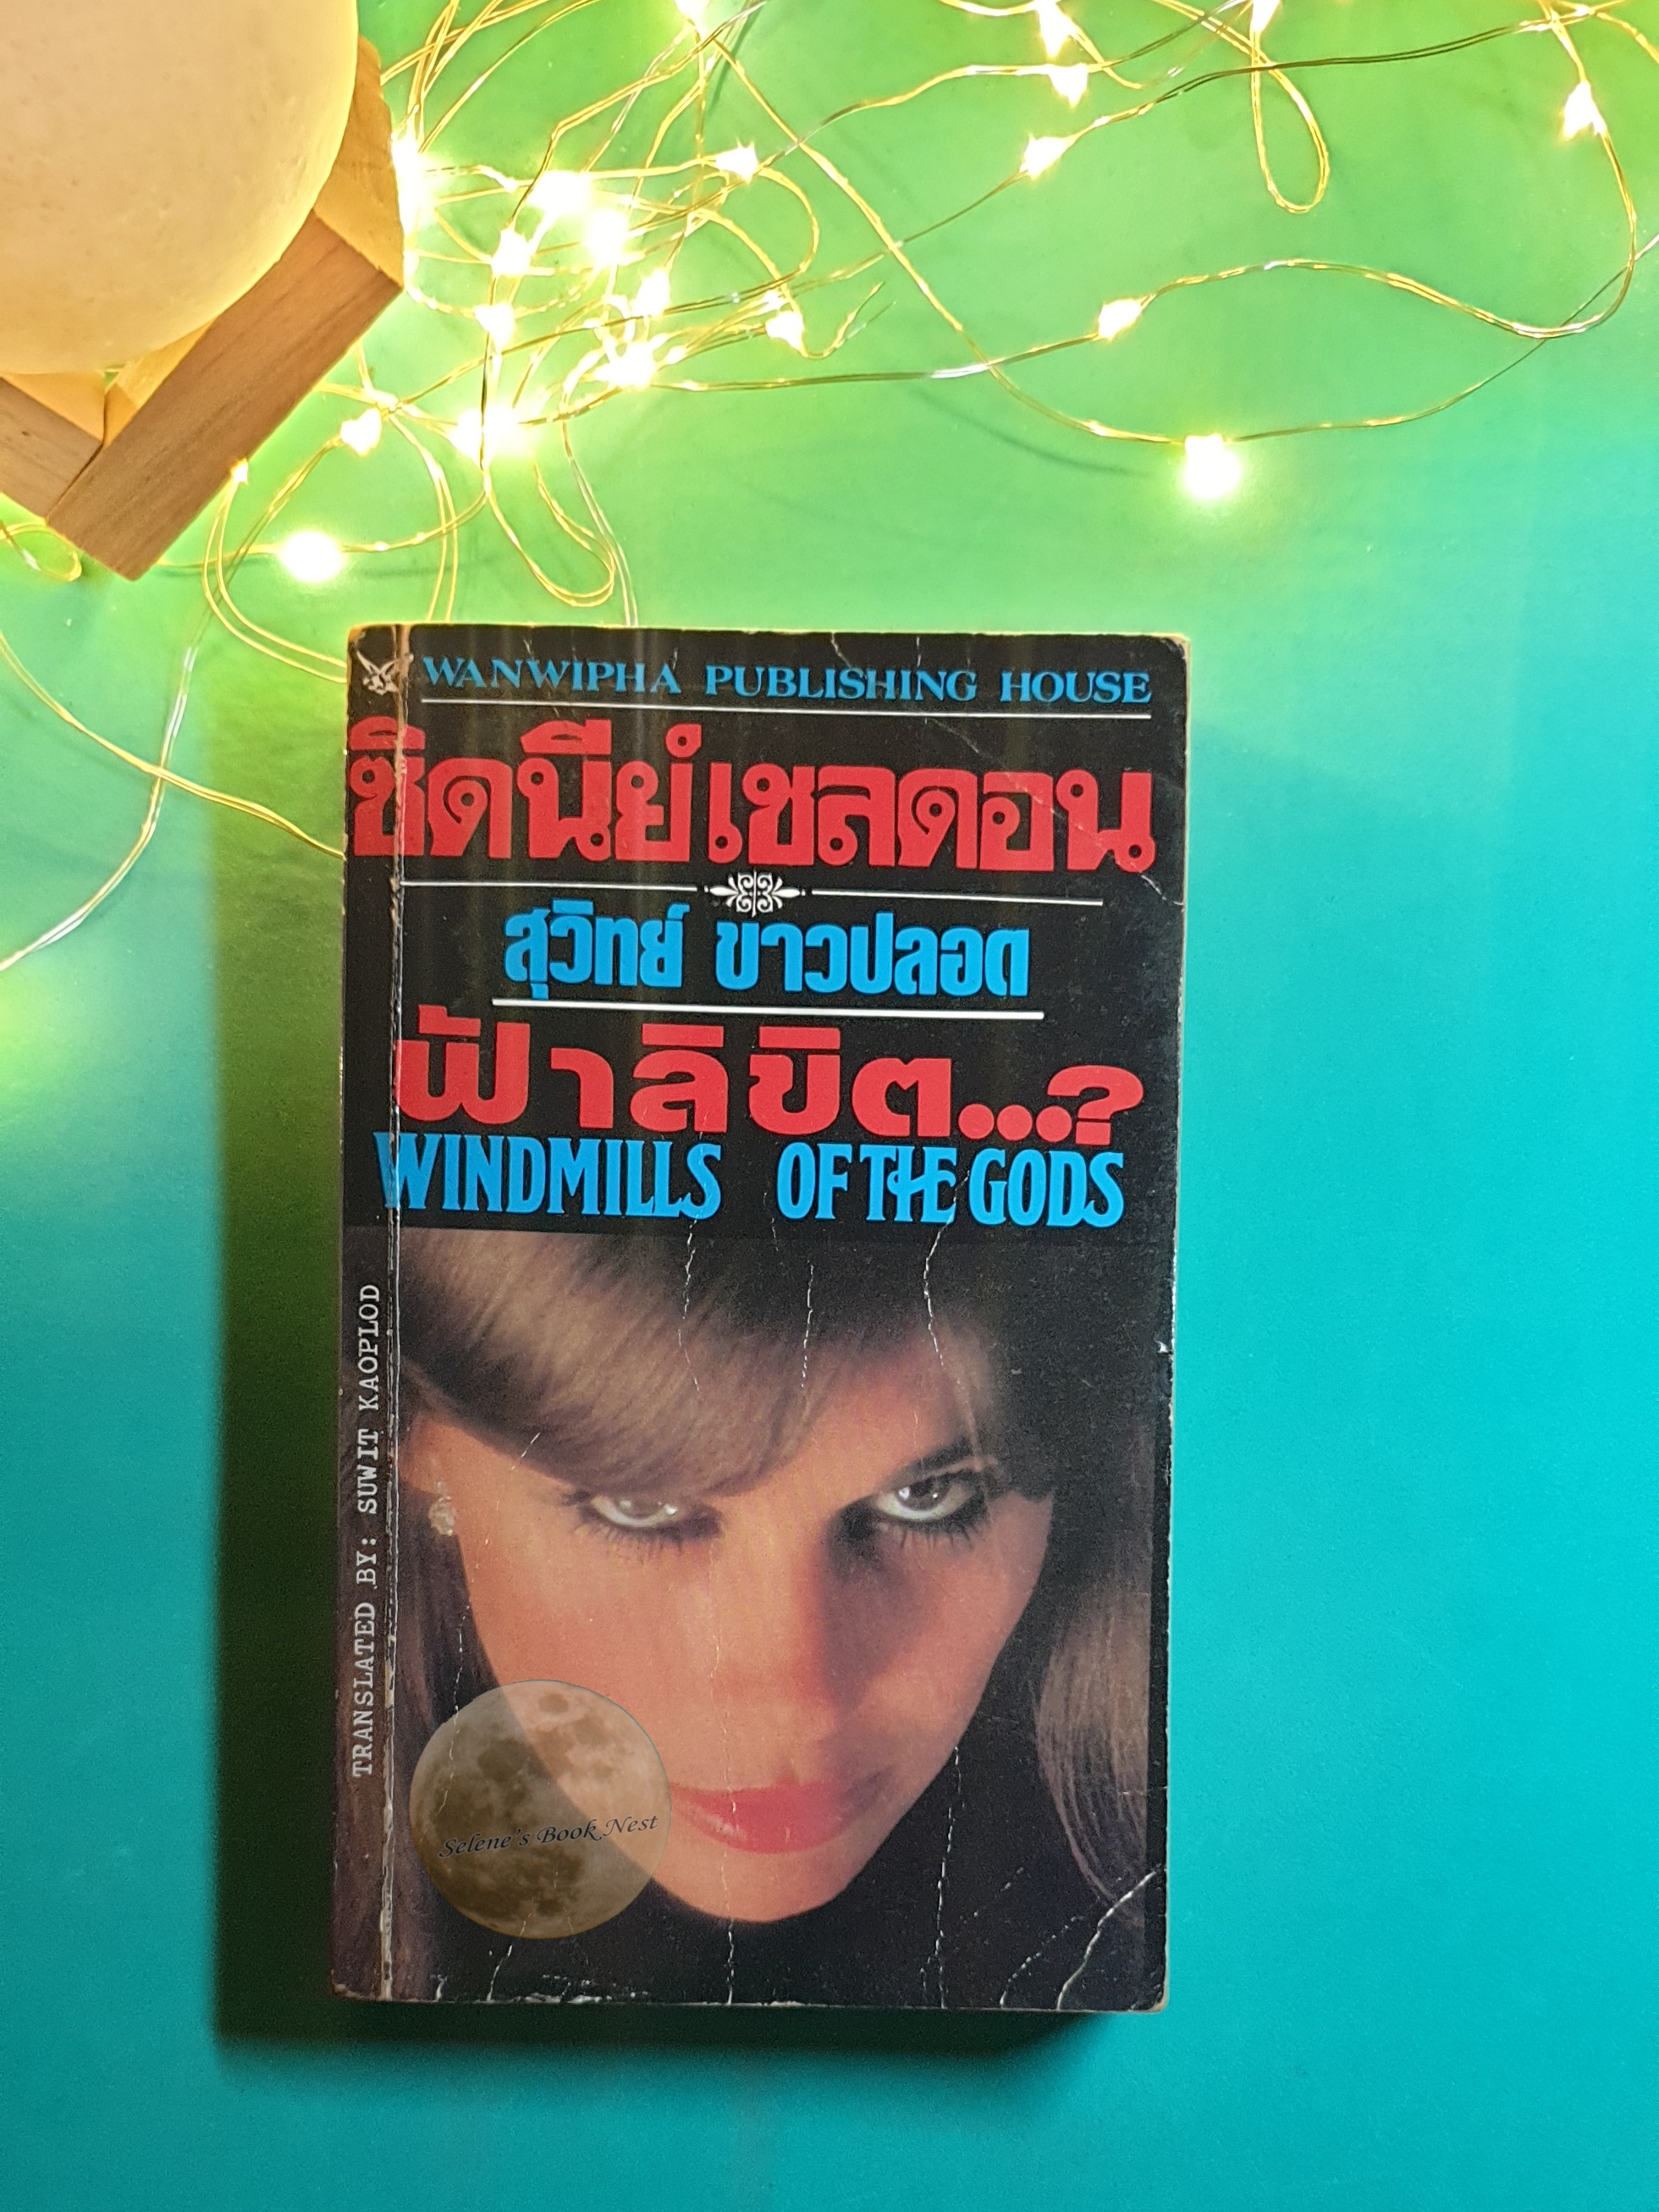 WANWIPHA PUBLISHING HOUSE
ซิดนีย์ เชลดอน
สุวิทย์ ขาวปลอด
ฟ้าลิขิต...?
WINDMILLS OF THE GODS
TRANSLATED BY: SUWIT KAOPLOD
Selene's Book Nest